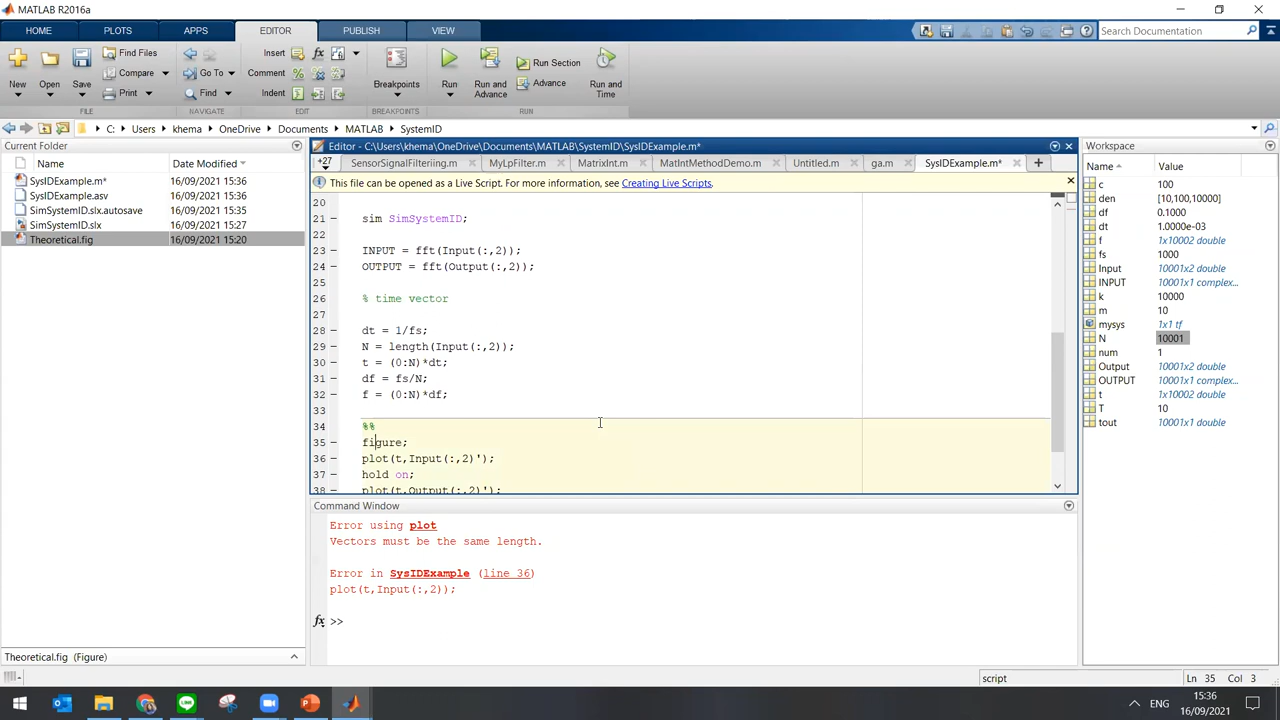 MATLAB R2016a
HOME PLOTS APPS EDITOR PUBLISH VIEW
Search Documentation
New Open Save Find Files Compare Print
Go To Find
Insert fx Comment % Indent
Breakpoints
Run Run and Advance Run Section Advance Run and Time
FILE NAVIGATE EDIT BREAKPOINTS RUN
C: Users khema OneDrive Documents MATLAB SystemID
Current Folder
Name Date Modified
SysIDExample.m* 16/09/2021 15:36
SysIDExample.asv 16/09/2021 15:36
SimSystemID.slx.autosave 16/09/2021 15:35
SimSystemID.slx 16/09/2021 15:27
Theoretical.fig 16/09/2021 15:20
Theoretical.fig (Figure)
Editor - C:\Users\khema\OneDrive\Documents\MATLAB\SystemID\SysIDExample.m*
+27 SensorSignalFilteriing.m MyLpFilter.m MatrixInt.m MatIntMethodDemo.m Untitled.m ga.m SysIDExample.m*
This file can be opened as a Live Script. For more information, see Creating Live Scripts.
20
21 sim SimSystemID;
22
23 INPUT = fft(Input(:,2));
24 OUTPUT = fft(Output(:,2));
25
26 % time vector
27
28 dt = 1/fs;
29 N = length(Input(:,2));
30 t = (0:N)*dt;
31 df = fs/N;
32 f = (0:N)*df;
33
34 %%
35 figure;
36 plot(t,Input(:,2)');
37 hold on;
38 plot(t,Output(:,2)');
Command Window
Error using plot
Vectors must be the same length.
Error in SysIDExample (line 36)
plot(t,Input(:,2));
fx >>
Workspace
Name Value
c 100
den [10,100,10000]
df 0.1000
dt 1.0000e-03
f 1x10002 double
fs 1000
Input 10001x2 double
INPUT 10001x1 complex...
k 10000
m 10
mysys 1x1 tf
N 10001
num 1
Output 10001x2 double
OUTPUT 10001x1 complex...
t 1x10002 double
T 10
tout 10001x1 double
script Ln 35 Col 3
ENG 15:36
16/09/2021